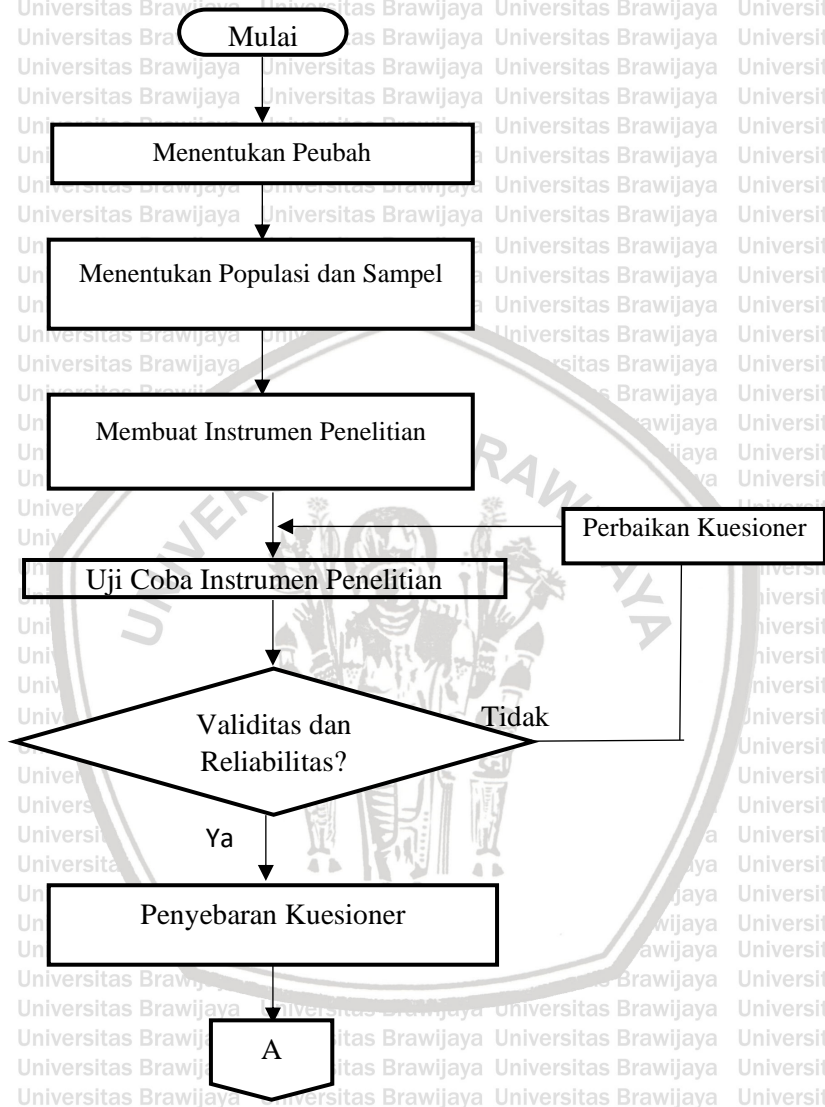 Mulai
Menentukan Peubah
Menentukan Populasi dan Sampel
Membuat Instrumen Penelitian
Perbaikan Kuesioner
Uji Coba Instrumen Penelitian
Validitas dan
Reliabilitas?
Tidak
Ya
Penyebaran Kuesioner
A